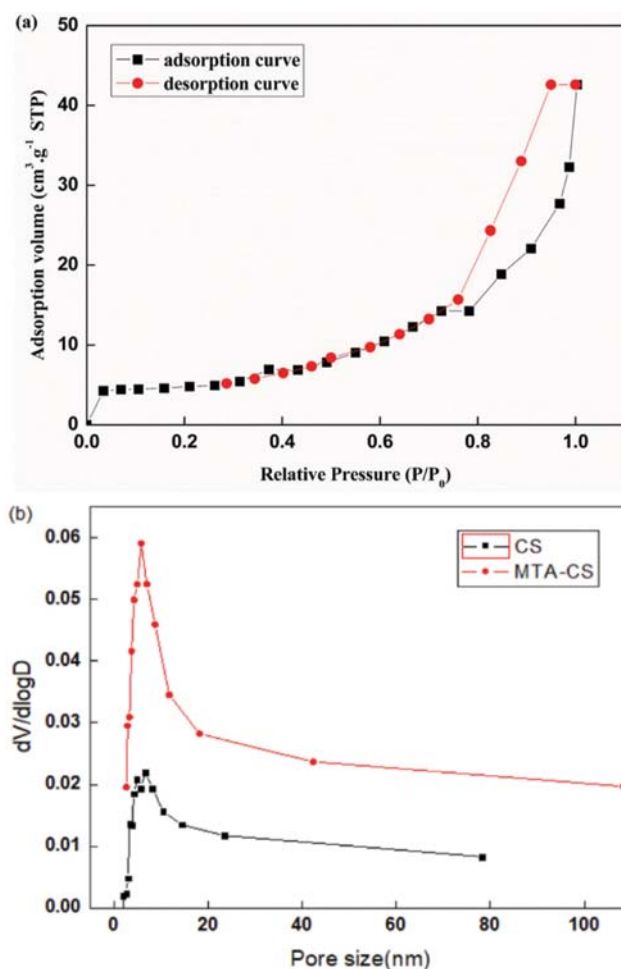 (a)
50
40
30
20
10
0
adsorption curve
desorption curve
Adsorption volume (cm³·g⁻¹ STP)
0.0 0.2 0.4 0.6 0.8 1.0
Relative Pressure (P/P₀)
(b)
0.06
0.05
0.04
0.03
0.02
0.01
0.00
CS
MTA-CS
dV/dlogD
0 20 40 60 80 100
Pore size(nm)